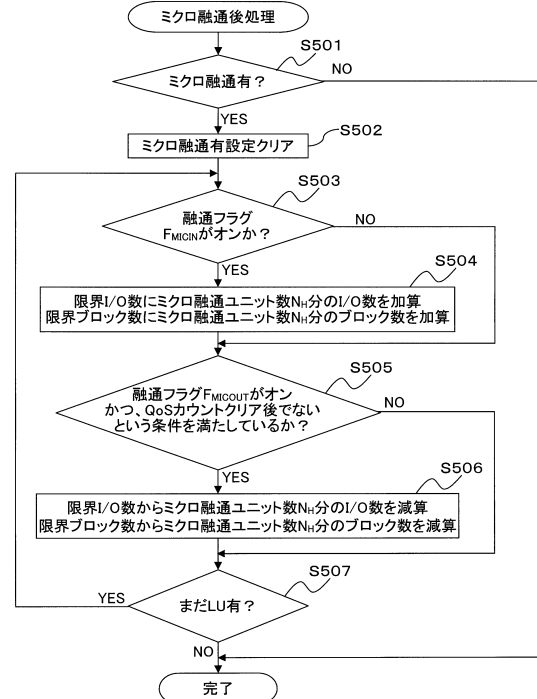 ミクロ融通後処理
S501
ミクロ融通有?
NO
YES
S502
ミクロ融通有設定クリア
S503
融通フラグ
FMICINがオンか?
NO
YES
S504
限界I/O数にミクロ融通ユニット数NH分のI/O数を加算
限界ブロック数にミクロ融通ユニット数NH分のブロック数を加算
S505
融通フラグFMICOUTがオン
かつ、QoSカウントクリア後でない
という条件を満たしているか?
NO
YES
S506
限界I/O数からミクロ融通ユニット数NH分のI/O数を減算
限界ブロック数からミクロ融通ユニット数NH分のブロック数を減算
S507
YES
まだLU有?
NO
完了